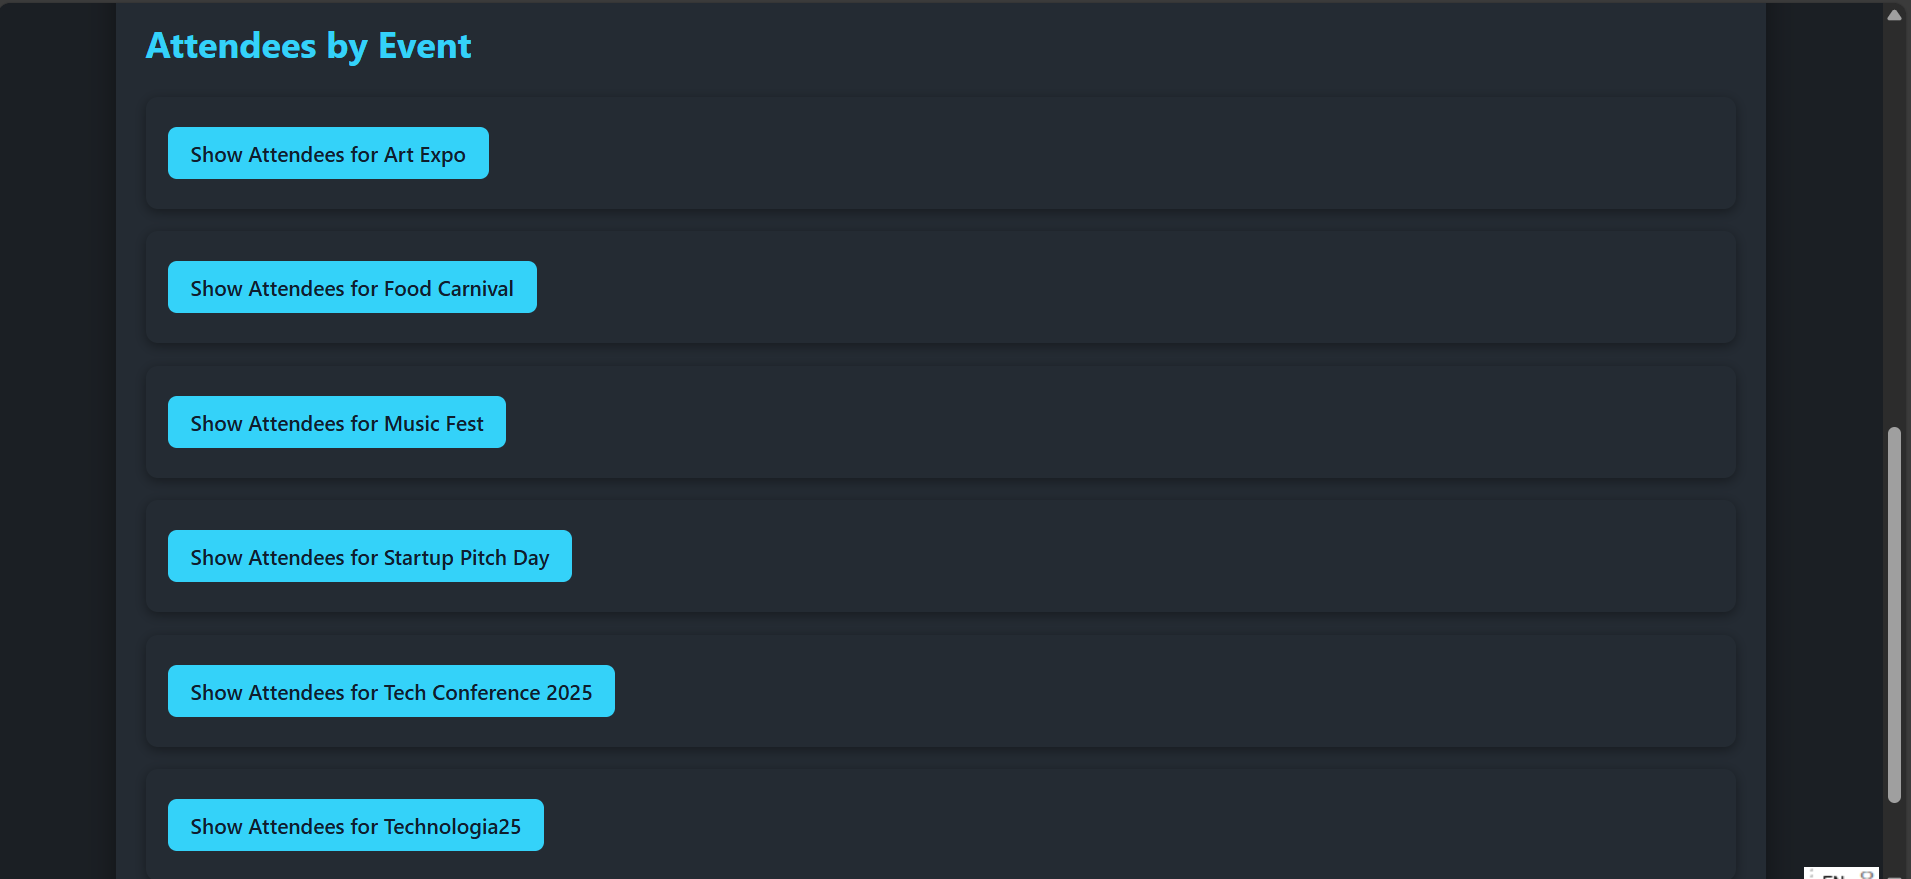 Attendees by Event
Show Attendees for Art Expo
Show Attendees for Food Carnival
Show Attendees for Music Fest
Show Attendees for Startup Pitch Day
Show Attendees for Tech Conference 2025
Show Attendees for Technologia25